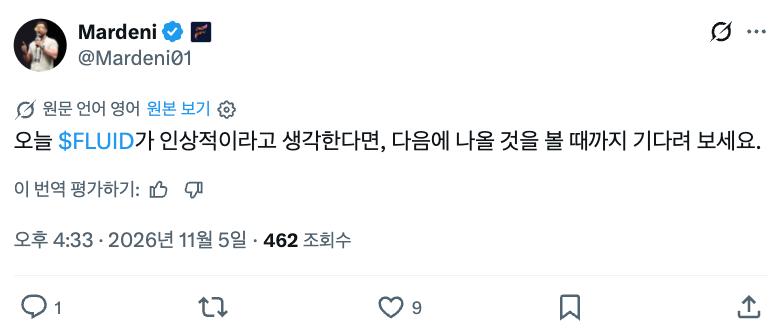 Mardeni
@Mardeni01
원문 언어 영어 원본 보기
오늘 $FLUID가 인상적이라고 생각한다면, 다음에 나올 것을 볼 때까지 기다려 보세요.
이 번역 평가하기:
오후 4:33 · 2026년 11월 5일 · 462 조회수
1
9